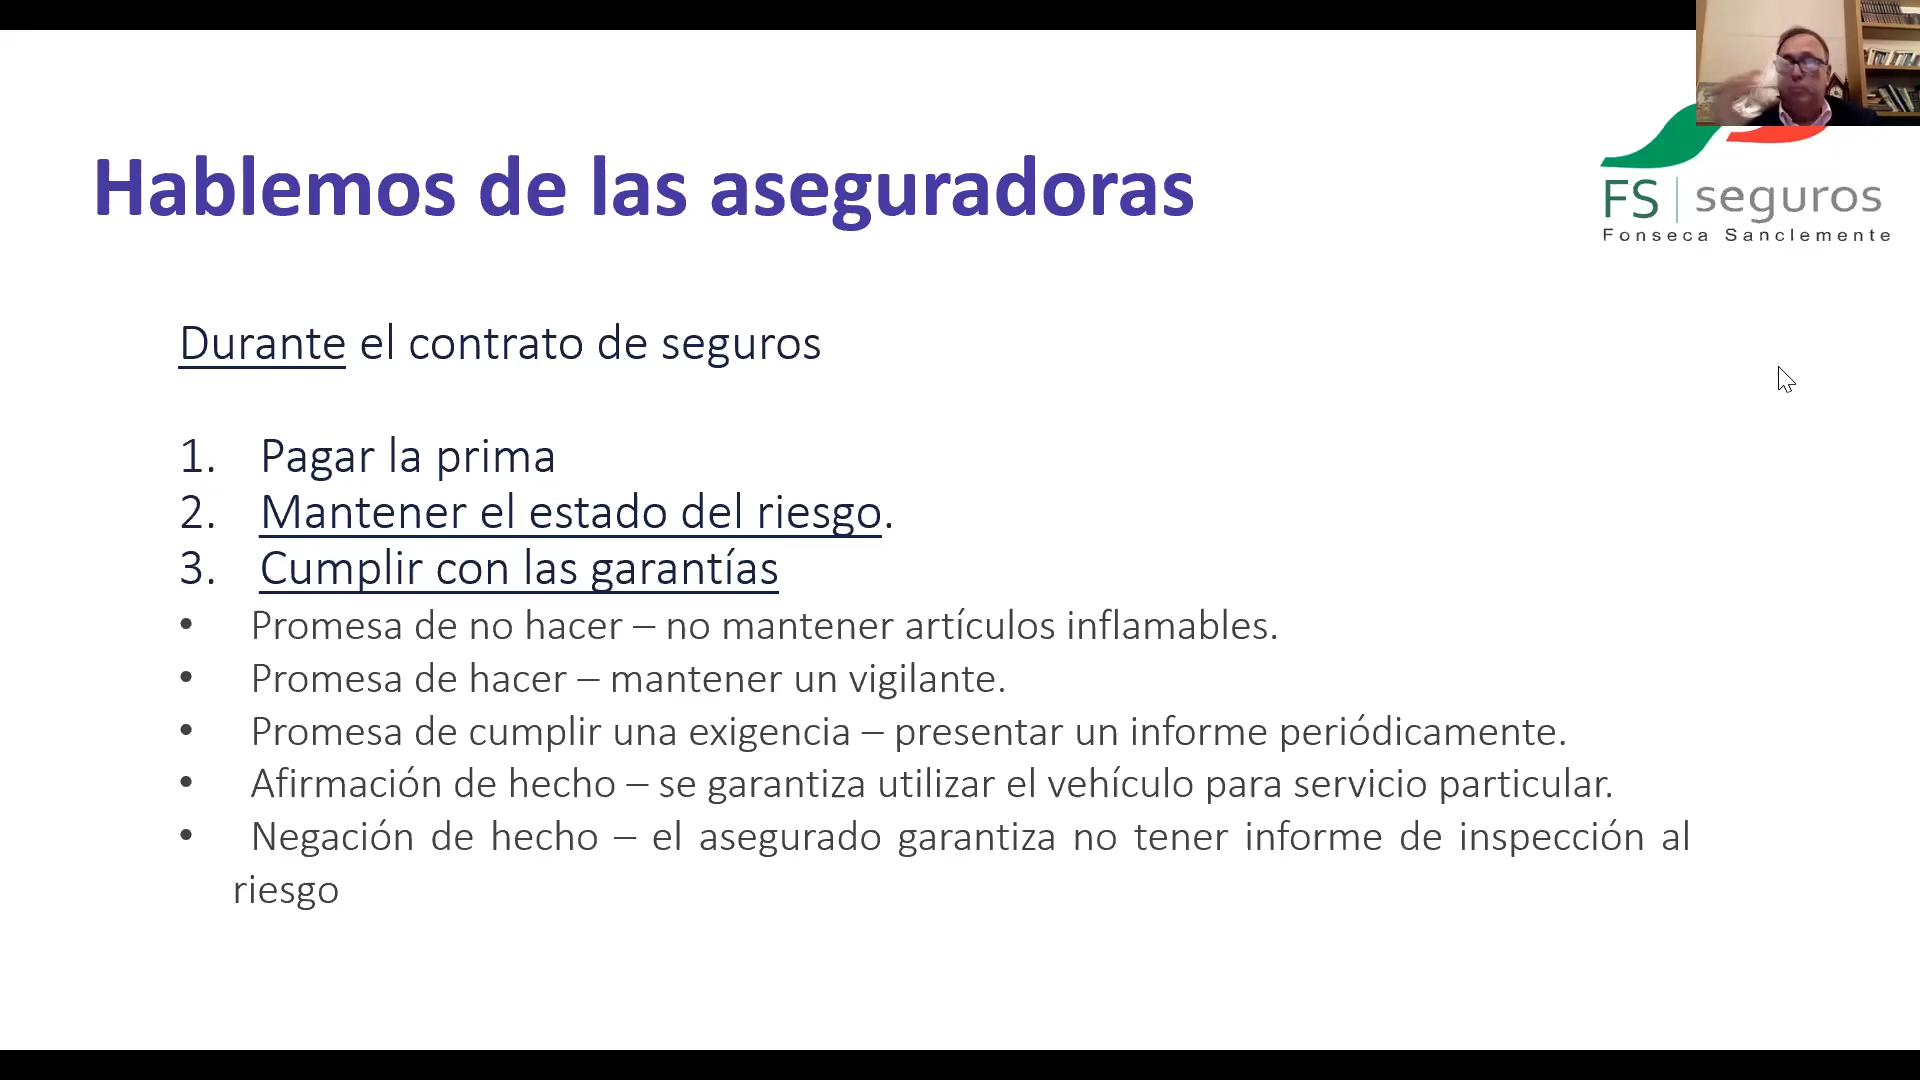 Hablemos de las aseguradoras
FS | seguros
Fonseca Sanclemente
Durante el contrato de seguros
1. Pagar la prima
2. Mantener el estado del riesgo.
3. Cumplir con las garantías
• Promesa de no hacer – no mantener artículos inflamables.
• Promesa de hacer – mantener un vigilante.
• Promesa de cumplir una exigencia – presentar un informe periódicamente.
• Afirmación de hecho – se garantiza utilizar el vehículo para servicio particular.
• Negación de hecho – el asegurado garantiza no tener informe de inspección al
riesgo